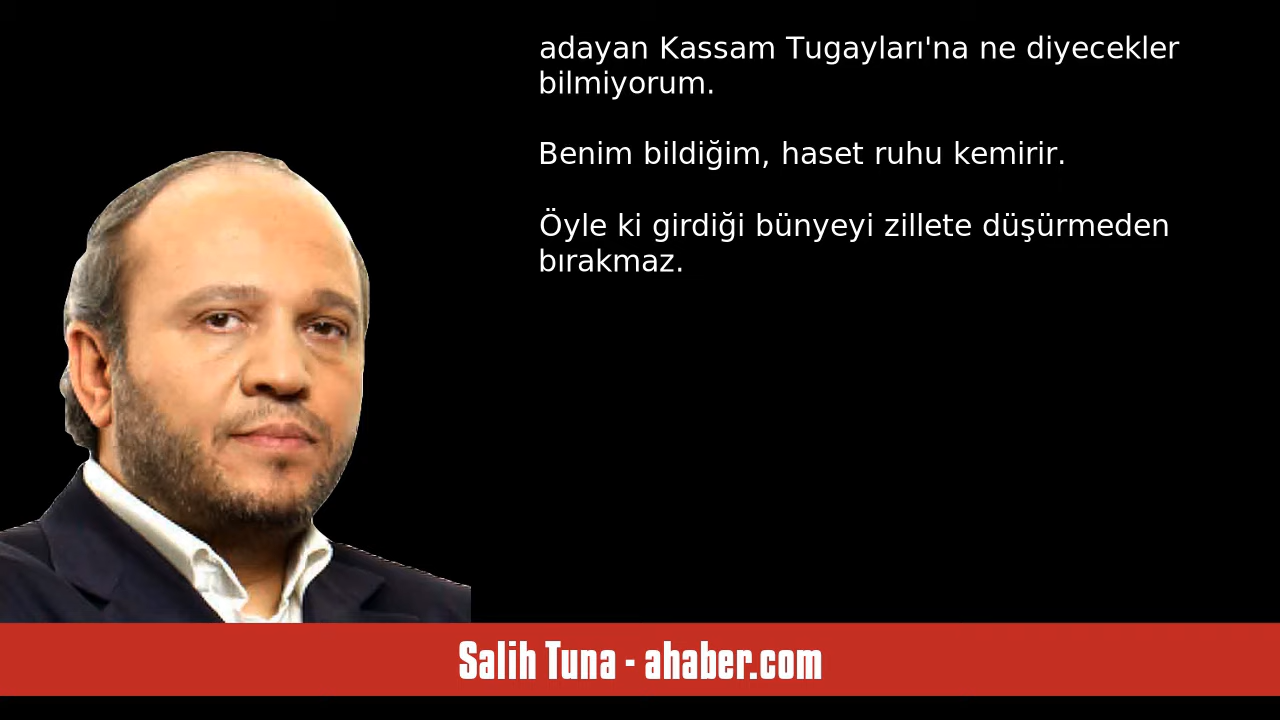 adayan Kassam Tugayları'na ne diyecekler
bilmiyorum.
Benim bildiğim, haset ruhu kemirir.
Öyle ki girdiği bünyeyi zillete düşürmeden
bırakmaz.
Salih Tuna - ahaber.com